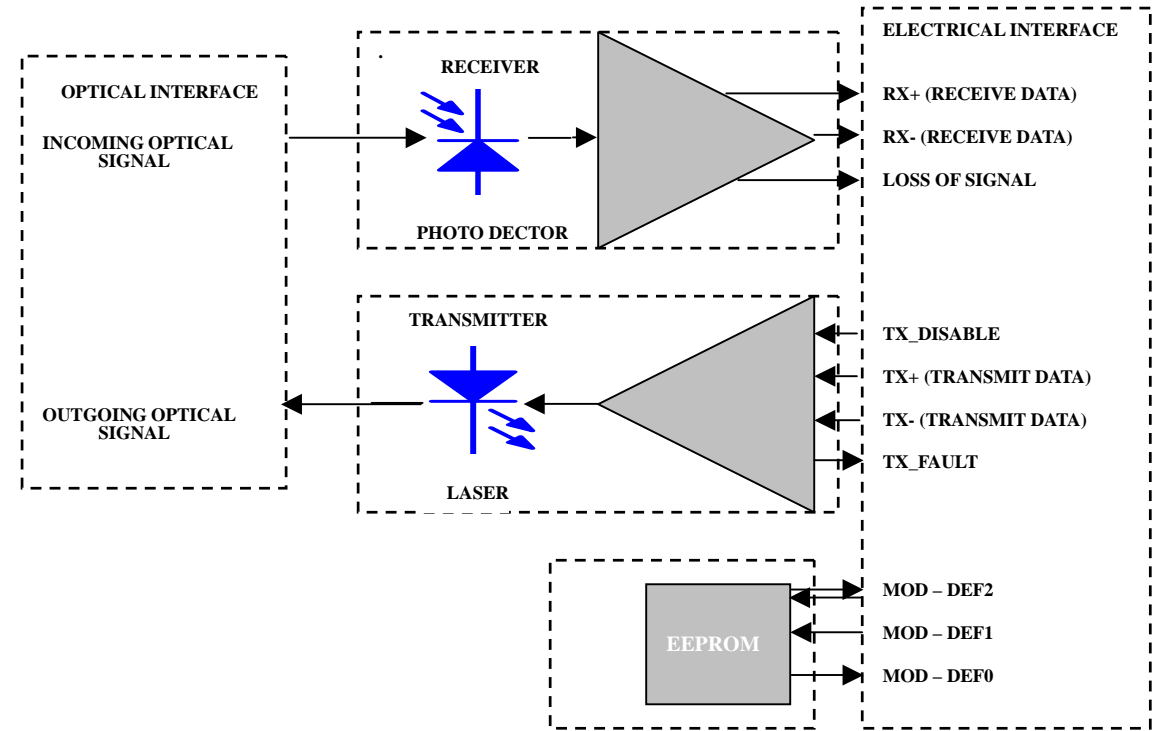 OPTICAL INTERFACE
INCOMING OPTICAL
SIGNAL
OUTGOING OPTICAL
SIGNAL
RECEIVER
PHOTO DECTOR
TRANSMITTER
LASER
EEPROM
ELECTRICAL INTERFACE
RX+ (RECEIVE DATA)
RX- (RECEIVE DATA)
LOSS OF SIGNAL
TX_DISABLE
TX+ (TRANSMIT DATA)
TX- (TRANSMIT DATA)
TX_FAULT
MOD – DEF2
MOD – DEF1
MOD – DEF0